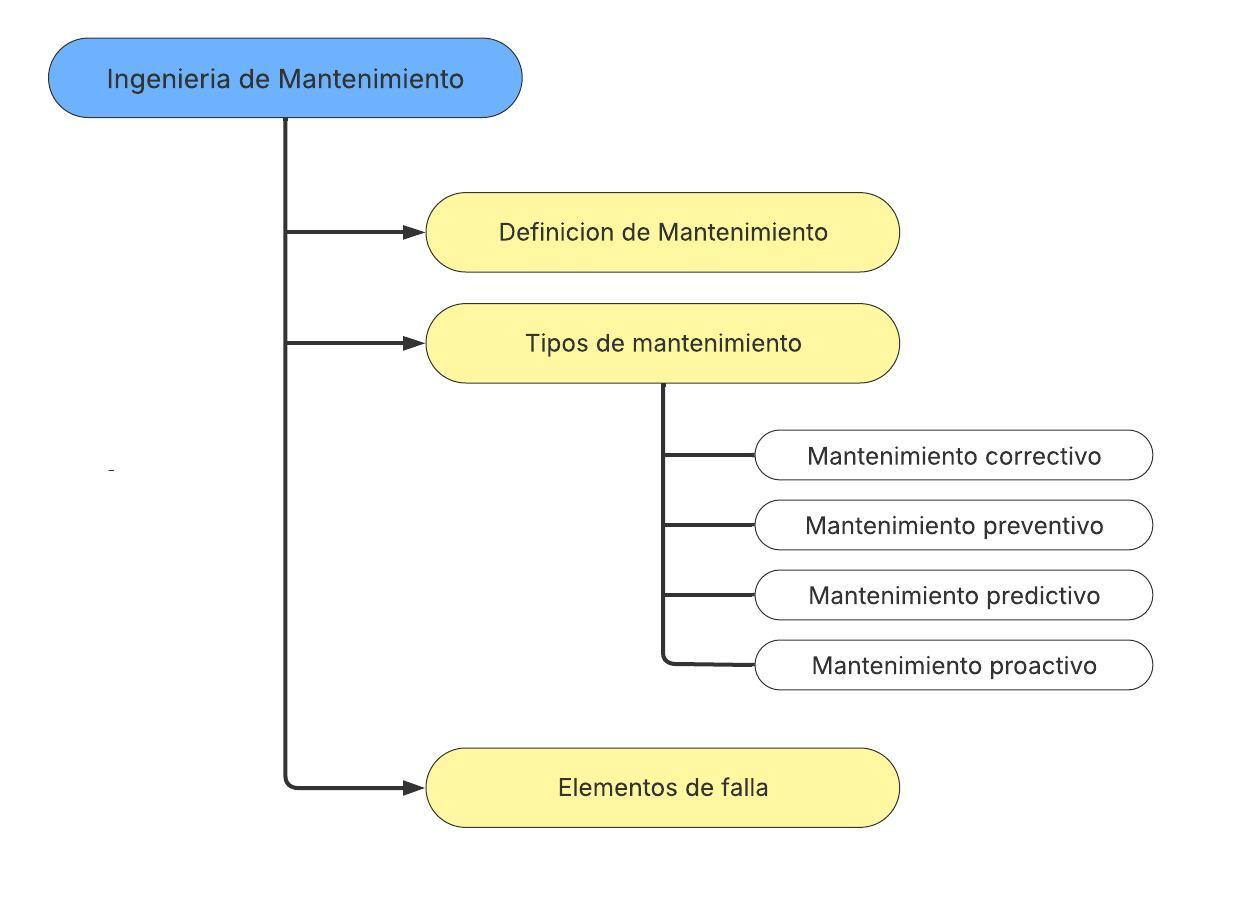 Ingenieria de Mantenimiento
Definicion de Mantenimiento
Tipos de mantenimiento
Mantenimiento correctivo
-
Mantenimiento preventivo
Mantenimiento predictivo
Mantenimiento proactivo
Elementos de falla